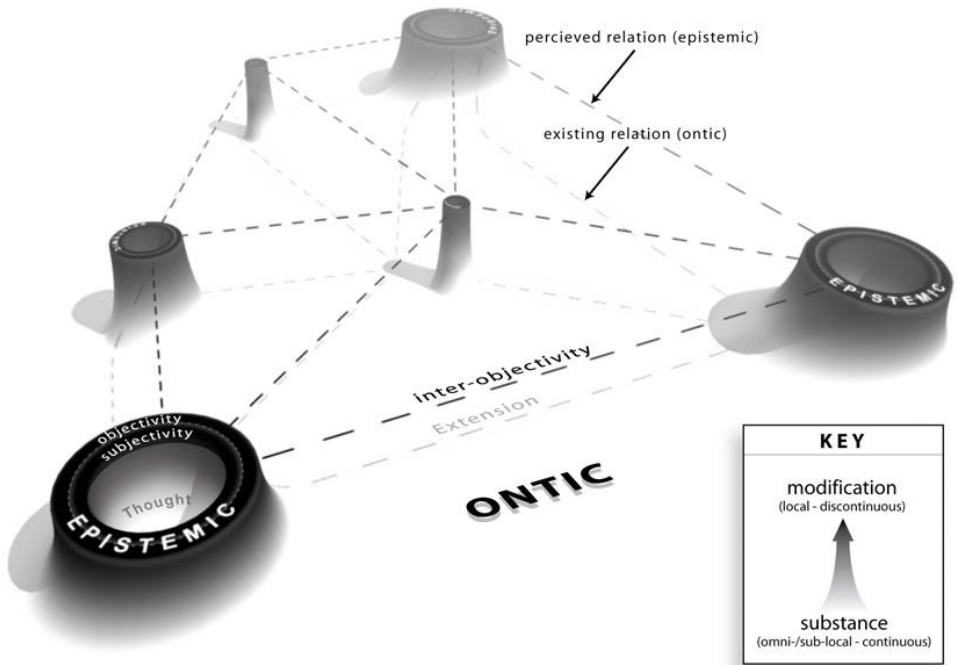 EPISTEMIC
percieved relation (epistemic)
existing relation (ontic)
EPISTEMIC
inter-objectivity
Extension
objectivity
subjectivity
Thought
EPISTEMIC
ONTIC
KEY
modification
(local - discontinuous)
substance
(omni-/sub-local - continuous)